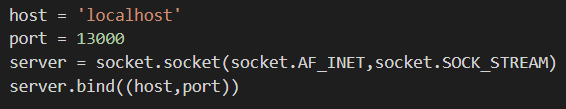 host = 'localhost'
port = 13000
server = socket.socket(socket.AF_INET,socket.SOCK_STREAM)
server.bind((host,port))